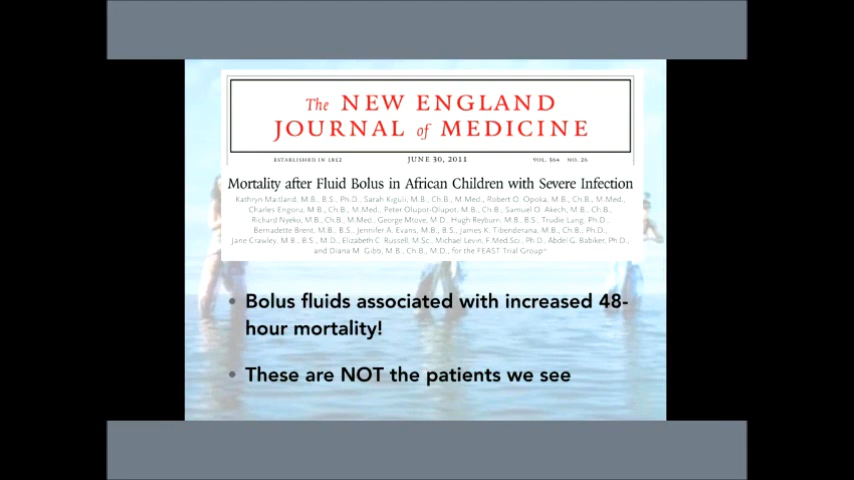 The NEW ENGLAND
JOURNAL of MEDICINE
ESTABLISHED IN 1812 JUNE 30, 2011 VOL. 364 NO. 26
Mortality after Fluid Bolus in African Children with Severe Infection
Kathryn Maitland, M.B., B.S., Ph.D., Sarah Kiguli, M.B., Ch.B., M.Med., Robert O. Opoka, M.B., Ch.B., M.Med.,
Charles Engoru, M.B., Ch.B., M.Med., Peter Olupot-Olupot, M.B., Ch.B., Samuel O. Akech, M.B., Ch.B.,
Richard Nyeko, M.B., Ch.B., M.Med., George Mtove, M.D., Hugh Reyburn, M.B., B.S., Trudie Lang, Ph.D.,
Bernadette Brent, M.B., B.S., Jennifer A. Evans, M.B., B.S., James K. Tibenderana, M.B., Ch.B., Ph.D.,
Jane Crawley, M.B., B.S., M.D., Elizabeth C. Russell, M.Sc., Michael Levin, F.Med.Sci., Ph.D., Abdel G. Babiker, Ph.D.,
and Diana M. Gibb, M.B., Ch.B., M.D., for the FEAST Trial Group*
• Bolus fluids associated with increased 48-
hour mortality!
• These are NOT the patients we see